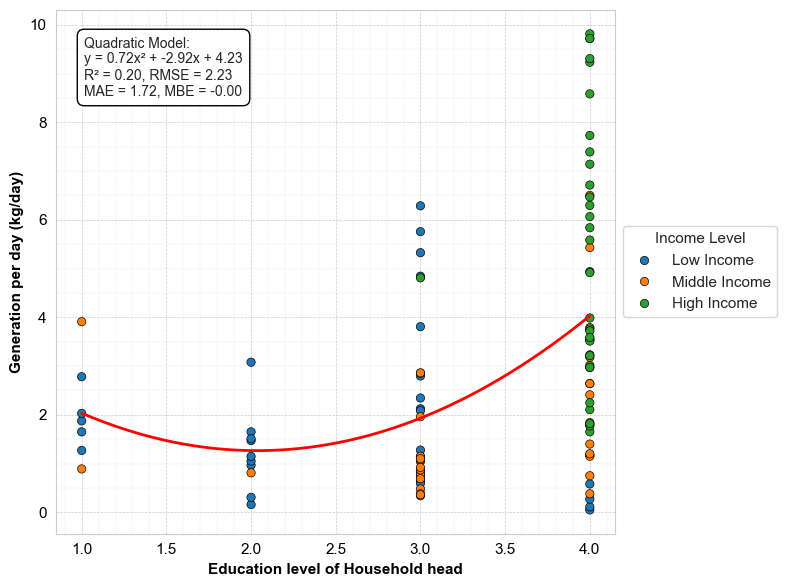 Quadratic Model:
y = 0.72x² + -2.92x + 4.23
R² = 0.20, RMSE = 2.23
MAE = 1.72, MBE = -0.00
10
8
6
4
2
0
Generation per day (kg/day)
1.0 1.5 2.0 2.5 3.0 3.5 4.0
Education level of Household head
Income Level
Low Income
Middle Income
High Income